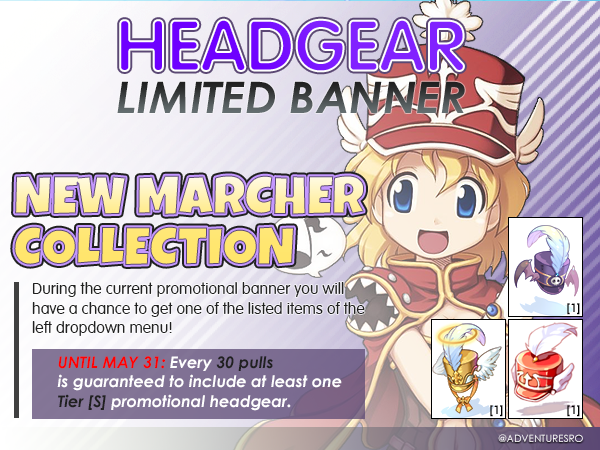 HEADGEAR
LIMITED BANNER
NEW MARCHER
COLLECTION
During the current promotional banner you will
have a chance to get one of the listed items of the
left dropdown menu!
UNTIL MAY 31: Every 30 pulls
is guaranteed to include at least one
Tier [S] promotional headgear.
[1]
[1]
[1]
@ADVENTURESRO